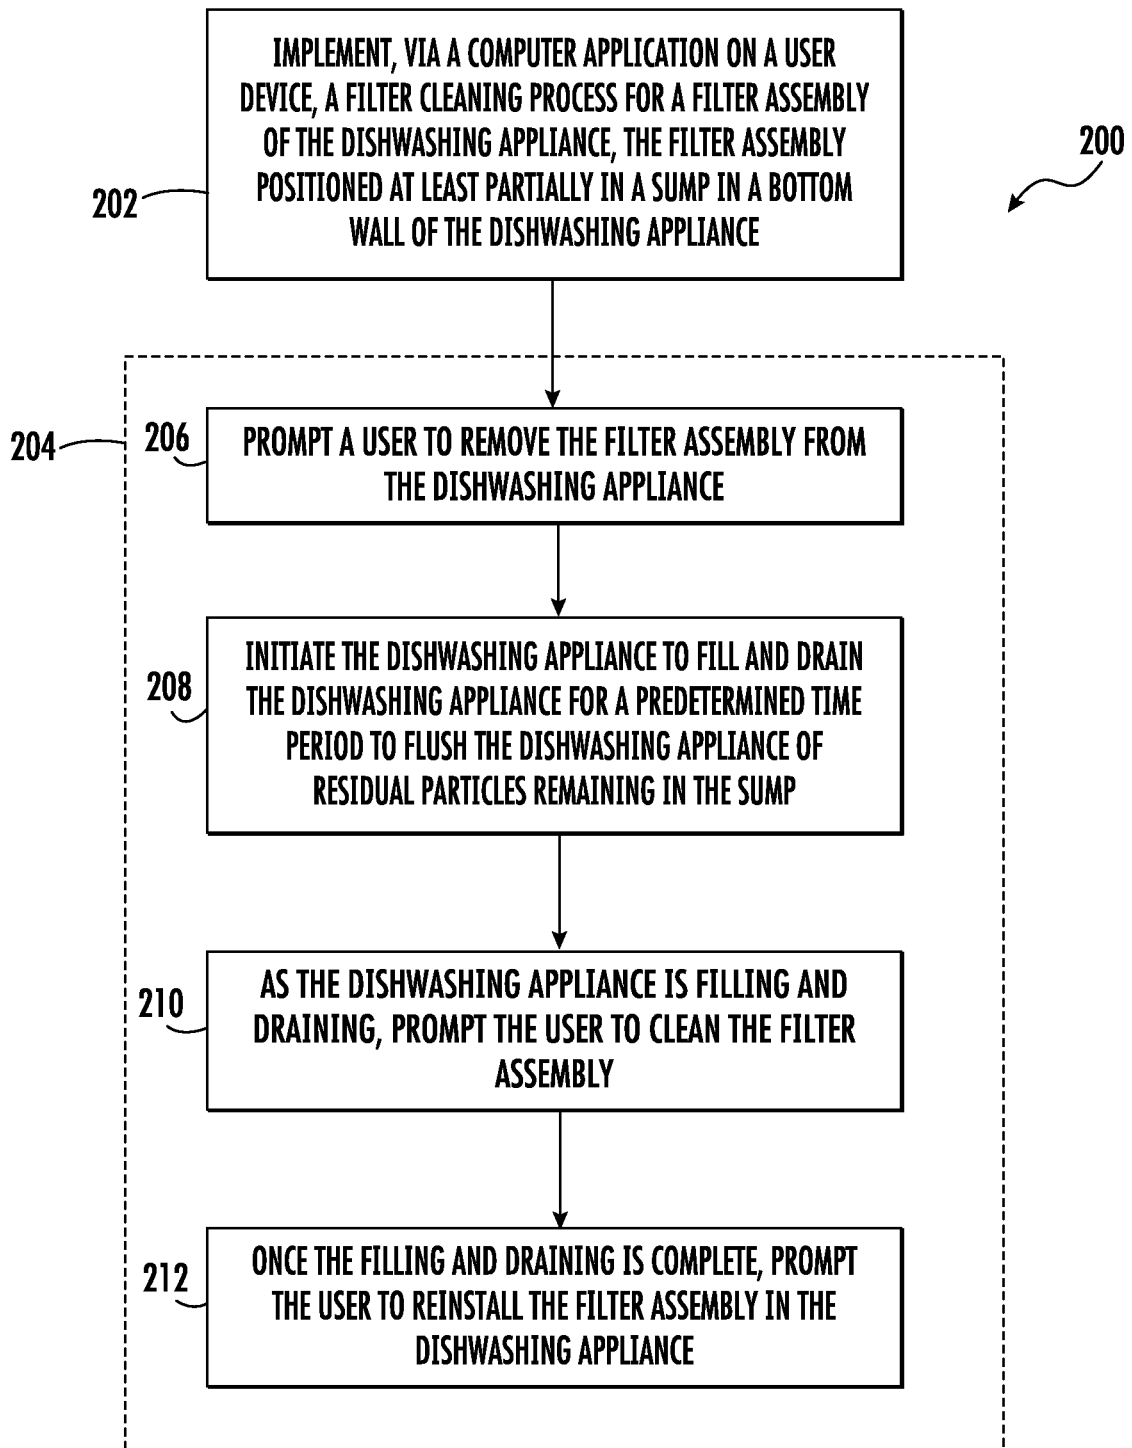 IMPLEMENT, VIA A COMPUTER APPLICATION ON A USER
DEVICE, A FILTER CLEANING PROCESS FOR A FILTER ASSEMBLY
OF THE DISHWASHING APPLIANCE, THE FILTER ASSEMBLY
POSITIONED AT LEAST PARTIALLY IN A SUMP IN A BOTTOM
WALL OF THE DISHWASHING APPLIANCE
200
202
204
206
PROMPT A USER TO REMOVE THE FILTER ASSEMBLY FROM
THE DISHWASHING APPLIANCE
208
INITIATE THE DISHWASHING APPLIANCE TO FILL AND DRAIN
THE DISHWASHING APPLIANCE FOR A PREDETERMINED TIME
PERIOD TO FLUSH THE DISHWASHING APPLIANCE OF
RESIDUAL PARTICLES REMAINING IN THE SUMP
210
AS THE DISHWASHING APPLIANCE IS FILLING AND
DRAINING, PROMPT THE USER TO CLEAN THE FILTER
ASSEMBLY
212
ONCE THE FILLING AND DRAINING IS COMPLETE, PROMPT
THE USER TO REINSTALL THE FILTER ASSEMBLY IN THE
DISHWASHING APPLIANCE